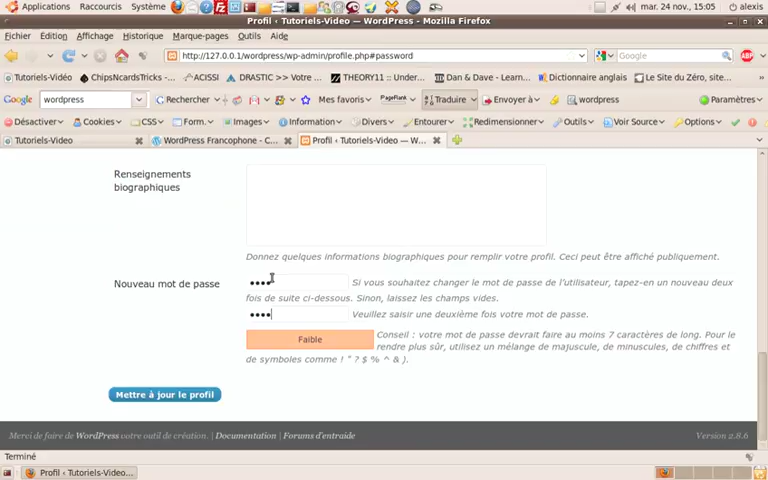 Applications Raccourcis Système mar. 24 nov., 15:05 alexis
Profil ‹ Tutoriels-Video — WordPress - Mozilla Firefox
Fichier Édition Affichage Historique Marque-pages Outils Aide
http://127.0.0.1/wordpress/wp-admin/profile.php#password Google ABP
Tutoriels-Vidéo ChipsNcardsTricks -... ACISSI DRASTIC >> Votre ... THEORY11 :: Under... Dan & Dave - Learn... Dictionnaire anglais Le Site du Zéro, site...
Google wordpress Rechercher Mes favoris PageRank Traduire Envoyer à wordpress Paramètres
Désactiver Cookies CSS Form. Images Information Divers Entourer Redimensionner Outils Voir Source Options
Tutoriels-Video WordPress Francophone - C... Profil ‹ Tutoriels-Video — W...
Renseignements
biographiques
Donnez quelques informations biographiques pour remplir votre profil. Ceci peut être affiché publiquement.
Nouveau mot de passe •••• Si vous souhaitez changer le mot de passe de l'utilisateur, tapez-en un nouveau deux
fois de suite ci-dessous. Sinon, laissez les champs vides.
•••• Veuillez saisir une deuxième fois votre mot de passe.
Faible Conseil : votre mot de passe devrait faire au moins 7 caractères de long. Pour le
rendre plus sûr, utilisez un mélange de majuscule, de minuscules, de chiffres et
de symboles comme ! " ? $ % ^ & ).
Mettre à jour le profil
Merci de faire de WordPress votre outil de création. | Documentation | Forums d'entraide Version 2.8.6
Terminé
Profil ‹ Tutoriels-Video...